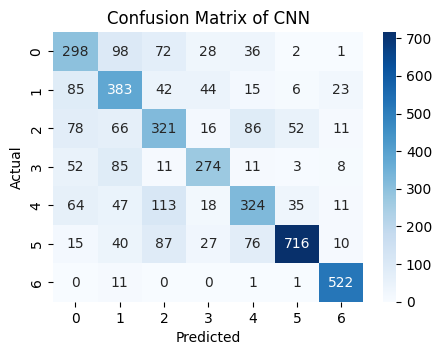 Confusion Matrix of CNN
0 298 98 72 28 36 2 1
1 85 383 42 44 15 6 23
2 78 66 321 16 86 52 11
3 52 85 11 274 11 3 8
4 64 47 113 18 324 35 11
5 15 40 87 27 76 716 10
6 0 11 0 0 1 1 522
0 1 2 3 4 5 6
Predicted
Actual
700
600
500
400
300
200
100
0